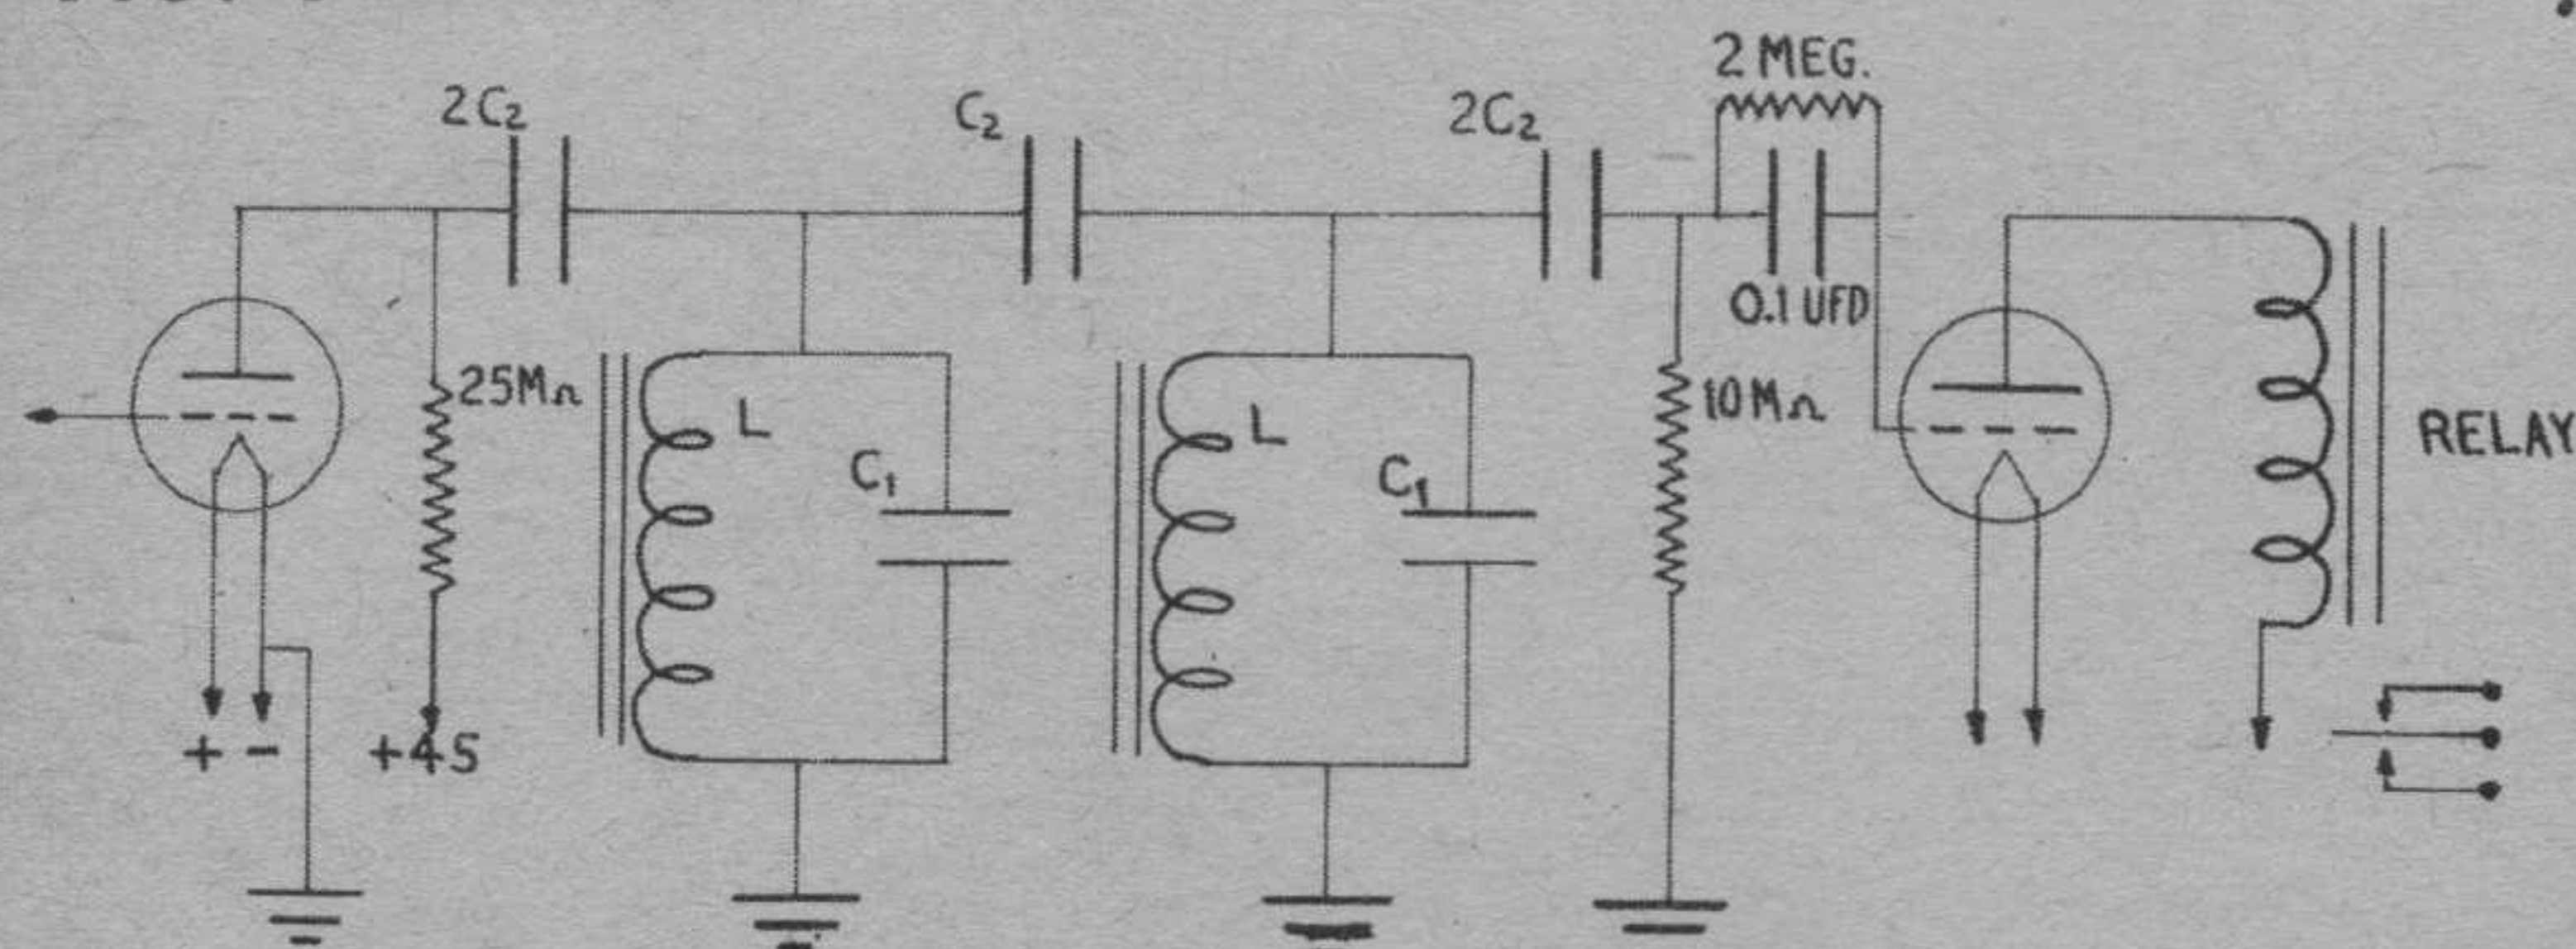 2 MEG.
2C₂
C₂
2C₂
0.1 UFD
25MΩ
L
C₁
L
C₁
10MΩ
RELAY
+ -
+45